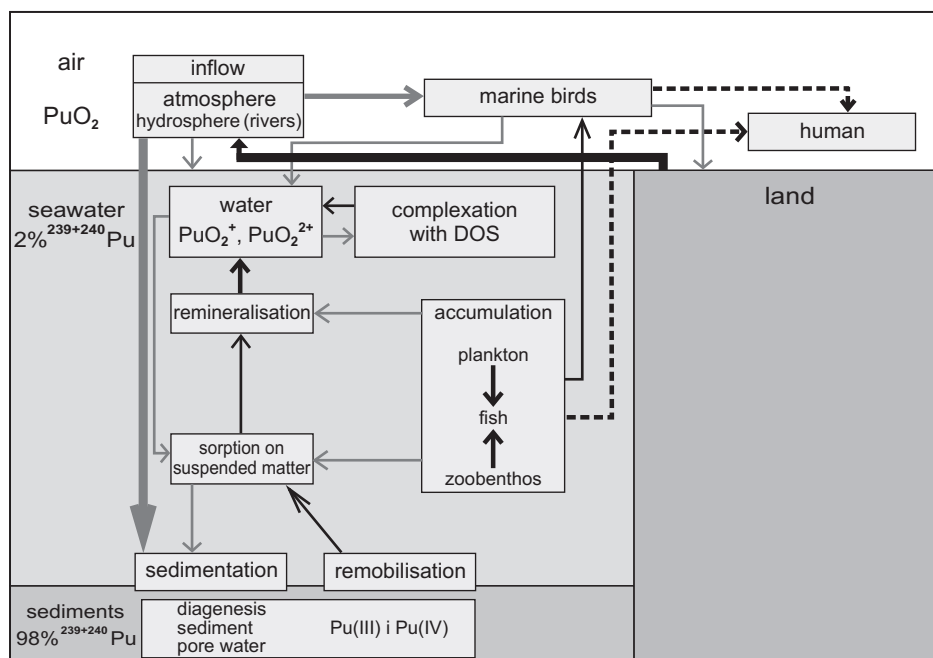 air
PuO₂
inflow
atmosphere
hydrosphere (rivers)
marine birds
human
land
seawater
2% ²³⁹⁺²⁴⁰Pu
water
PuO₂⁺, PuO₂²⁺
complexation
with DOS
remineralisation
accumulation
plankton
fish
zoobenthos
sorption on
suspended matter
sedimentation
remobilisation
sediments
98% ²³⁹⁺²⁴⁰Pu
diagenesis
sediment
pore water
Pu(III) i Pu(IV)